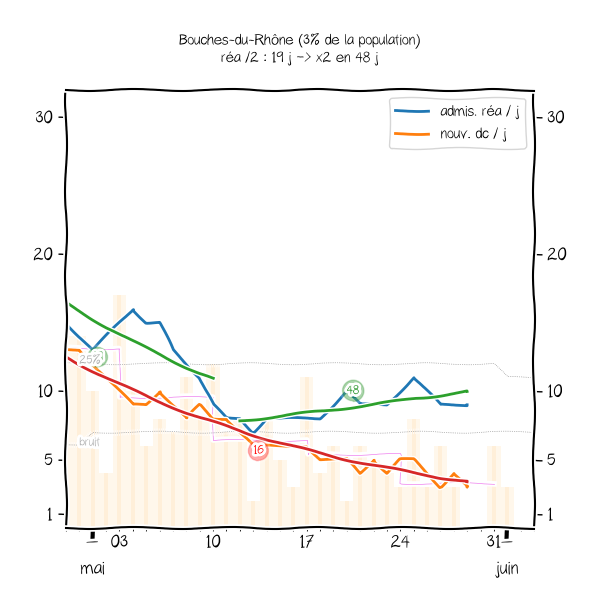 Bouches-du-Rhône (3% de la population)
réa /2 : 19 j -> x2 en 48 j
admis. réa / j
nouv. dc / j
30
30
20
20
25%
48
10
10
bruit
16
5
5
1
1
03
10
17
24
31
mai
juin